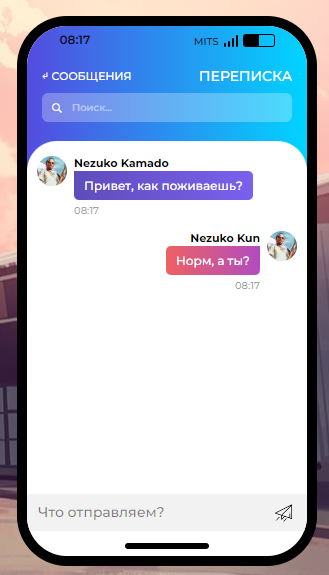 08:17
MITS
СООБЩЕНИЯ
ПЕРЕПИСКА
Поиск...
Nezuko Kamado
Привет, как поживаешь?
08:17
Nezuko Kun
Норм, а ты?
08:17
Что отправляем?